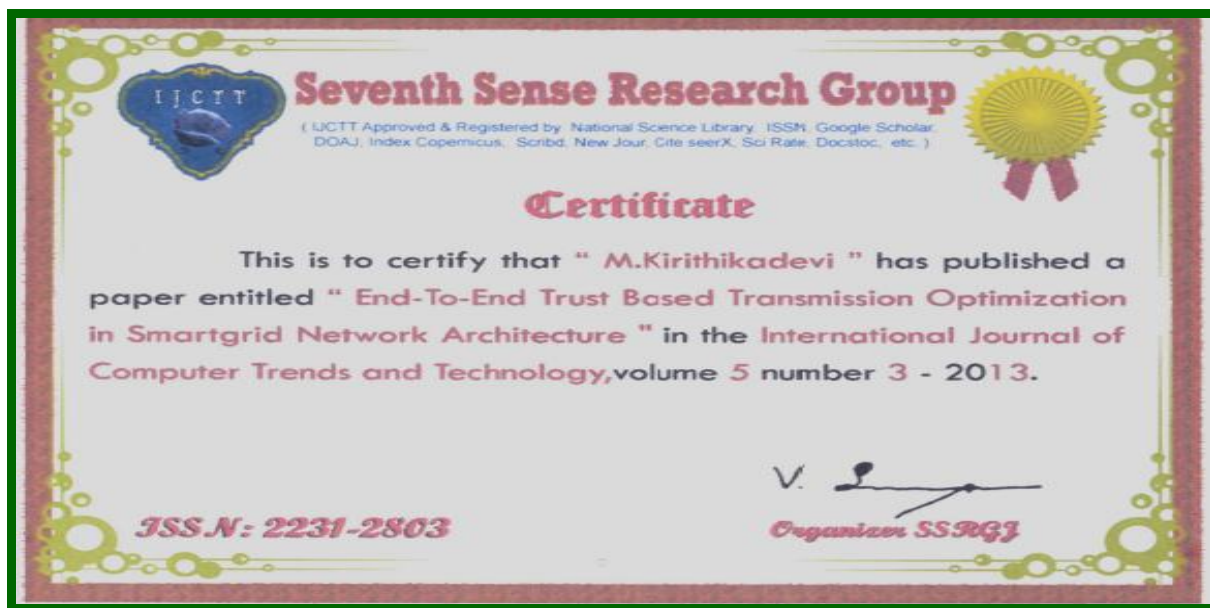 IJCTT
Seventh Sense Research Group
( IJCTT Approved & Registered by National Science Library, ISSN, Google Scholar,
DOAJ, Index Copernicus, Scribd, New Jour, Cite seerX, Sci Rate, Docstoc, etc. )
Certificate
This is to certify that " M.Kirithikadevi " has published a
paper entitled " End-To-End Trust Based Transmission Optimization
in Smartgrid Network Architecture " in the International Journal of
Computer Trends and Technology,volume 5 number 3 - 2013.
V.
ISS.N: 2231-2803
Organizer SSRGJ